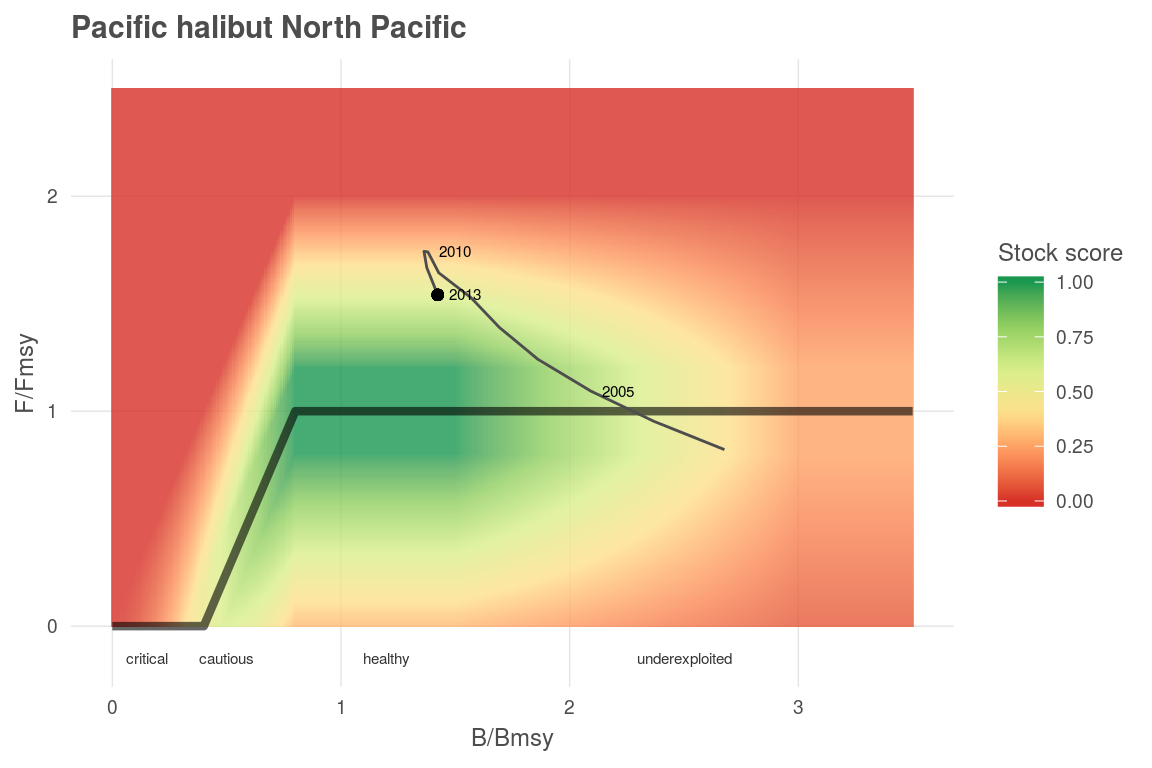 Pacific halibut North Pacific
F/Fmsy
2
1
0
2010
2013
2005
critical cautious healthy underexploited
0 1 2 3
B/Bmsy
Stock score
1.00
0.75
0.50
0.25
0.00